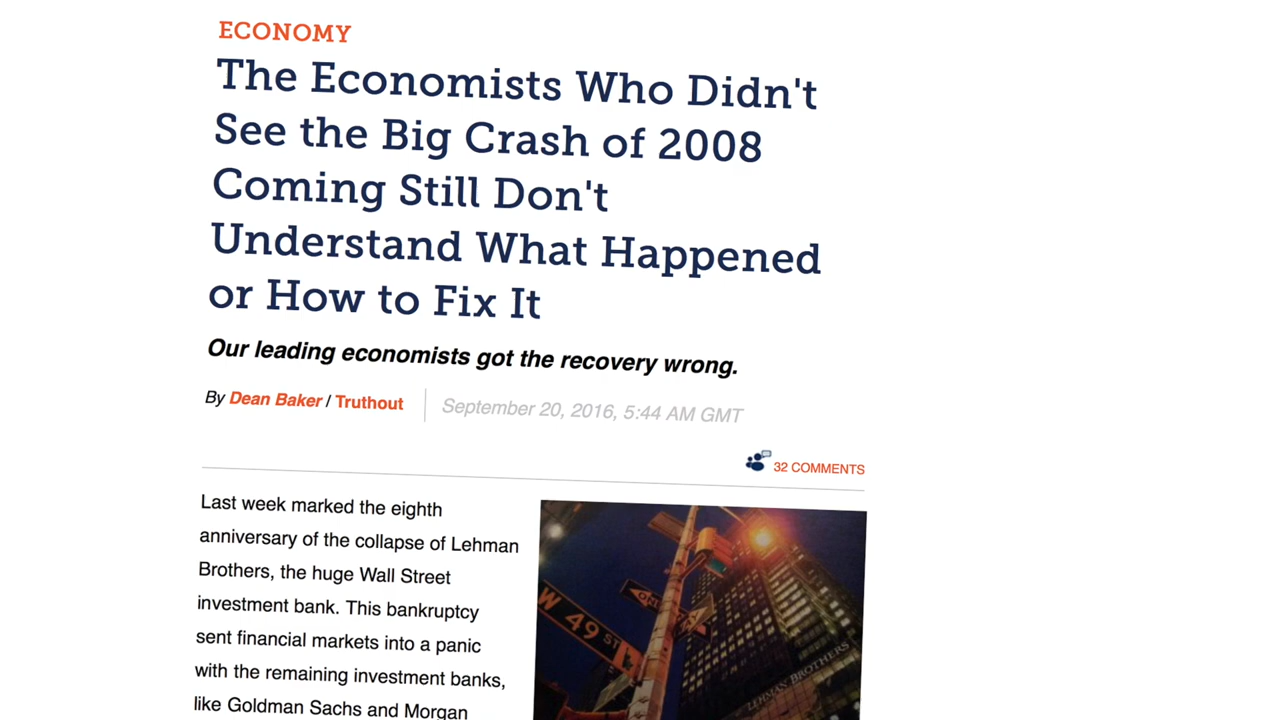 ECONOMY
The Economists Who Didn't
See the Big Crash of 2008
Coming Still Don't
Understand What Happened
or How to Fix It
Our leading economists got the recovery wrong.
By Dean Baker / Truthout
September 20, 2016, 5:44 AM GMT
32 COMMENTS
Last week marked the eighth
anniversary of the collapse of Lehman
Brothers, the huge Wall Street
investment bank. This bankruptcy
sent financial markets into a panic
with the remaining investment banks,
like Goldman Sachs and Morgan
W 49 ST
LEHMAN BROTHERS